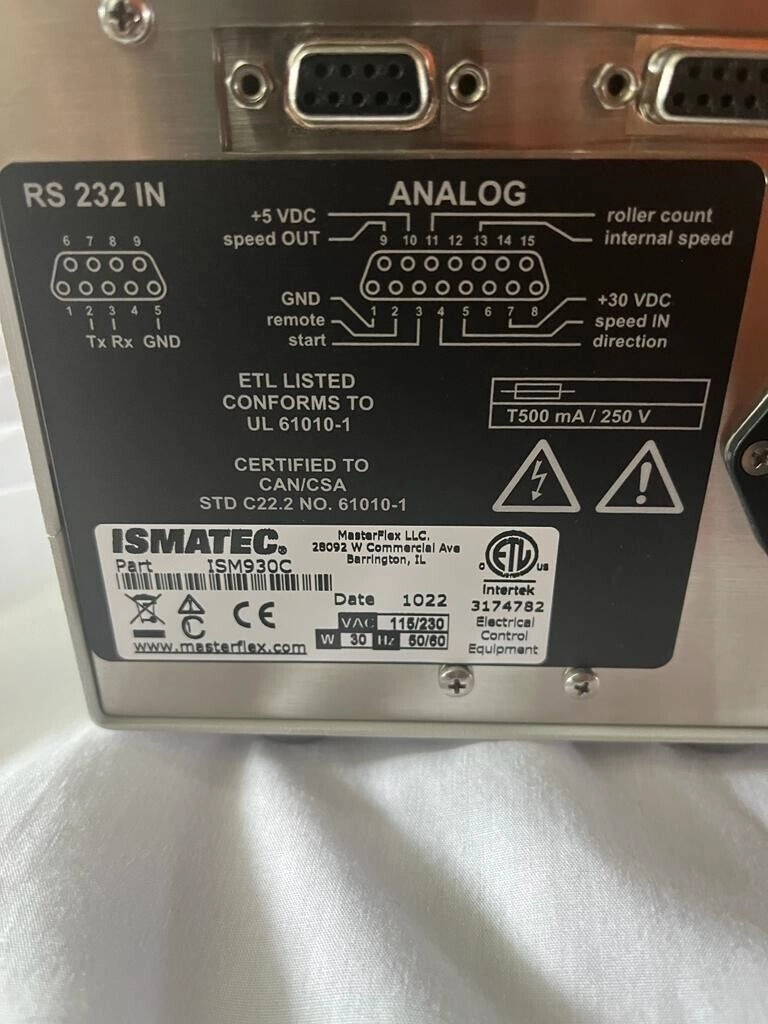 RS 232 IN
6 7 8 9
1 2 3 4 5
Tx Rx GND
ANALOG
+5 VDC
speed OUT
roller count
internal speed
9 10 11 12 13 14 15
1 2 3 4 5 6 7 8
GND
remote
start
+30 VDC
speed IN
direction
ETL LISTED
CONFORMS TO
UL 61010-1
T500 mA / 250 V
CERTIFIED TO
CAN/CSA
STD C22.2 NO. 61010-1
ISMATEC®
MasterFlex LLC.
28092 W Commercial Ave
Barrington, IL
Part ISM930C
Date 1022
VAC 115/230
W 30 Hz 50/60
CE
www.masterflex.com
ETL
C US
Intertek
3174782
Electrical
Control
Equipment